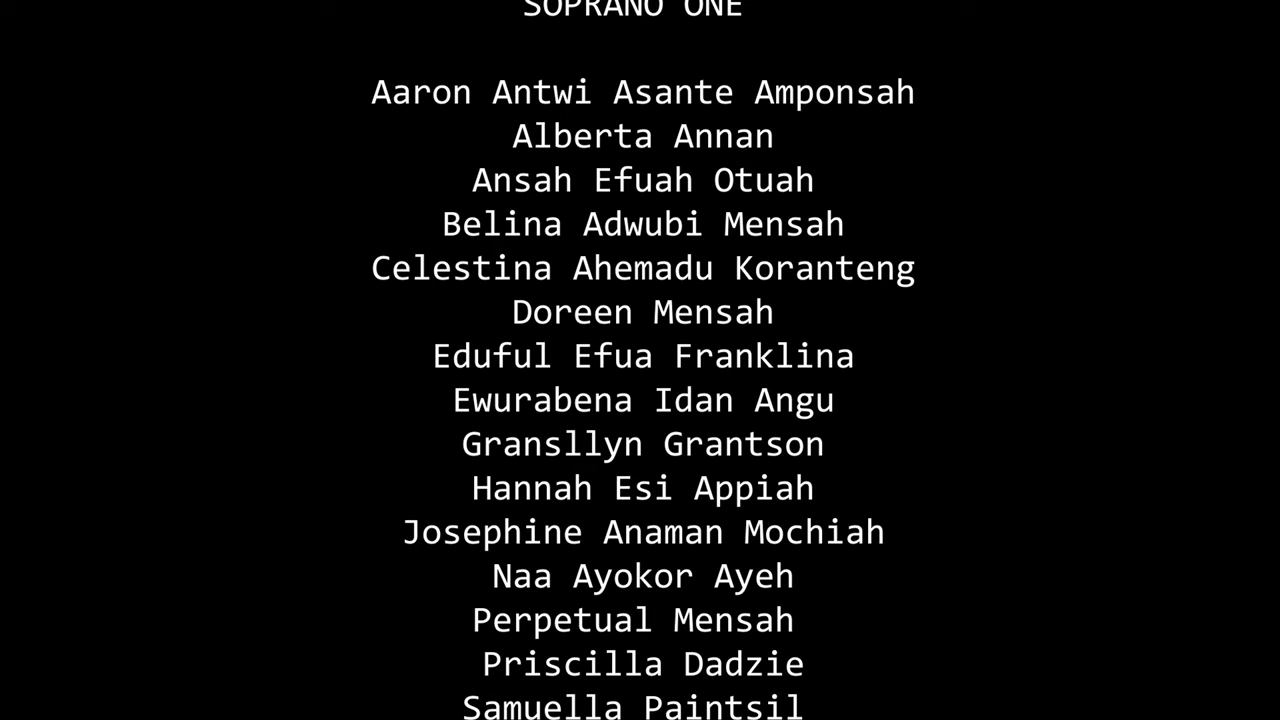 SOPRANO ONE
Aaron Antwi Asante Amponsah
Alberta Annan
Ansah Efuah Otuah
Belina Adwubi Mensah
Celestina Ahemadu Koranteng
Doreen Mensah
Eduful Efua Franklina
Ewurabena Idan Angu
Gransllyn Grantson
Hannah Esi Appiah
Josephine Anaman Mochiah
Naa Ayokor Ayeh
Perpetual Mensah
Priscilla Dadzie
Samuella Paintsil